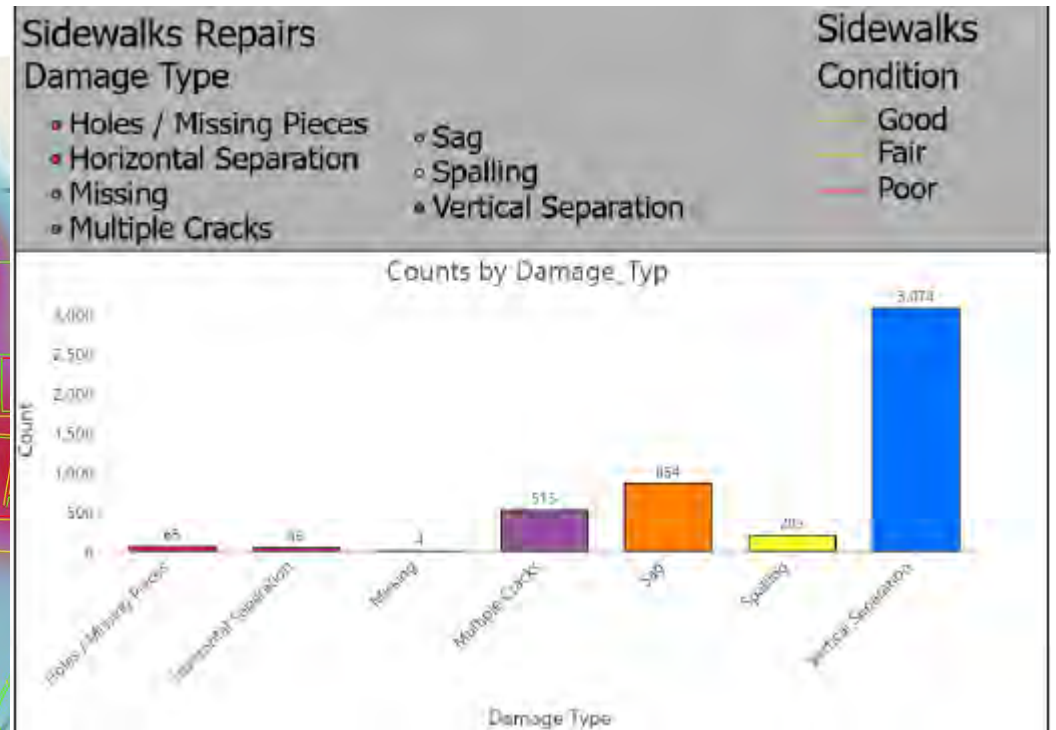 Sidewalks Repairs
Damage Type
Holes / Missing Pieces
Horizontal Separation
Missing
Multiple Cracks
Sag
Spalling
Vertical Separation
Sidewalks
Condition
Good
Fair
Poor
Counts by Damage_Typ
Count
3,000
2,500
2,000
1,500
1,000
500
0
65
4
515
854
3,074
Holes / Missing Pieces
Horizontal Separation
Missing
Multiple Cracks
Sag
Spalling
Vertical Separation
Damage Type